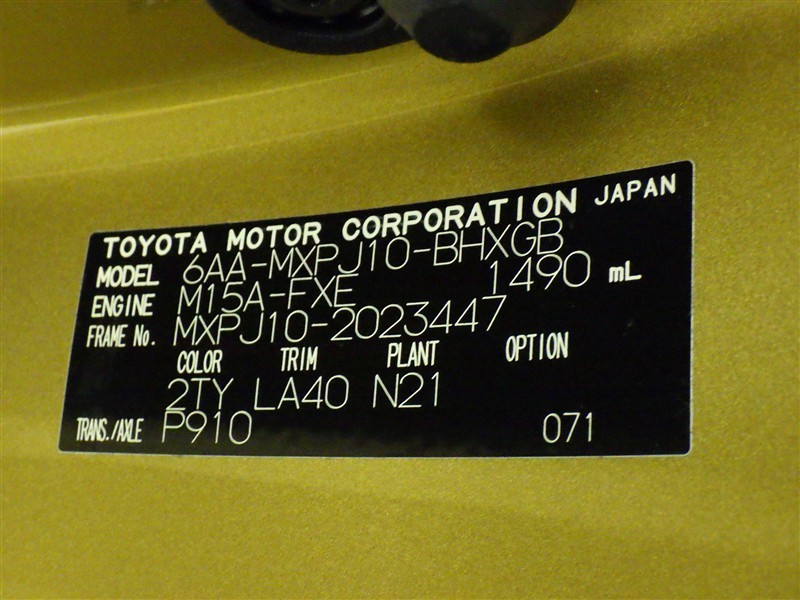 TOYOTA MOTOR CORPORATION JAPAN
MODEL 6AA-MXPJ10-BHXGB
ENGINE M15A-FXE 1490 mL
FRAME No. MXPJ10-2023447
COLOR TRIM PLANT OPTION
2TY LA40 N21
TRANS./AXLE P910 071